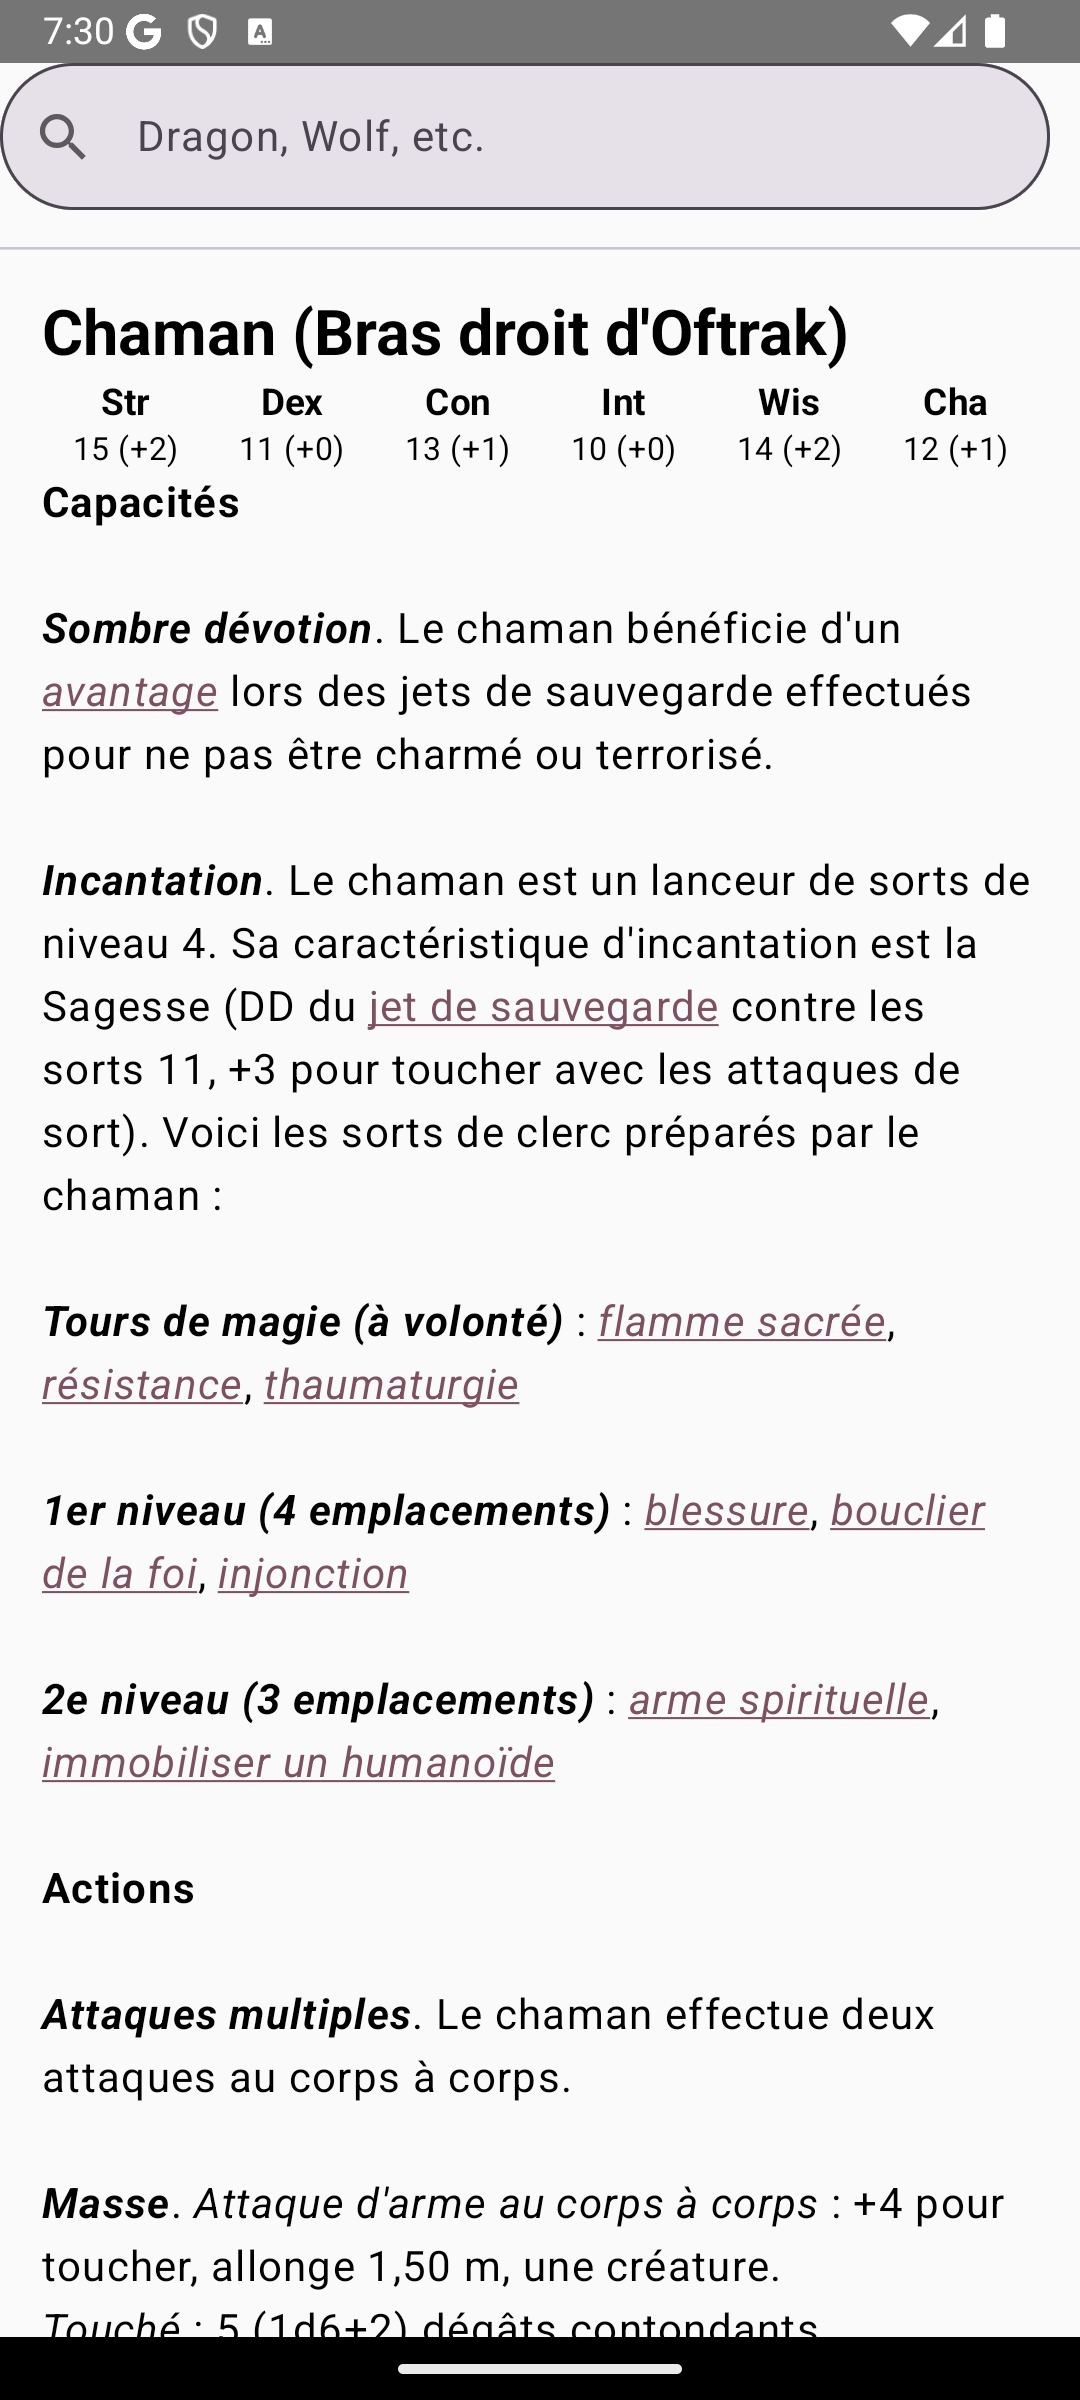 7:30
Dragon, Wolf, etc.
Chaman (Bras droit d'Oftrak)
Str Dex Con Int Wis Cha
15 (+2) 11 (+0) 13 (+1) 10 (+0) 14 (+2) 12 (+1)
Capacités
Sombre dévotion. Le chaman bénéficie d'un
avantage lors des jets de sauvegarde effectués
pour ne pas être charmé ou terrorisé.
Incantation. Le chaman est un lanceur de sorts de
niveau 4. Sa caractéristique d'incantation est la
Sagesse (DD du jet de sauvegarde contre les
sorts 11, +3 pour toucher avec les attaques de
sort). Voici les sorts de clerc préparés par le
chaman :
Tours de magie (à volonté) : flamme sacrée,
résistance, thaumaturgie
1er niveau (4 emplacements) : blessure, bouclier
de la foi, injonction
2e niveau (3 emplacements) : arme spirituelle,
immobiliser un humanoïde
Actions
Attaques multiples. Le chaman effectue deux
attaques au corps à corps.
Masse. Attaque d'arme au corps à corps : +4 pour
toucher, allonge 1,50 m, une créature.
Touché : 5 (1d6+2) dégâts contondants.